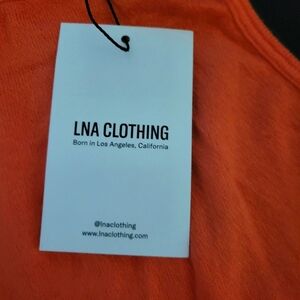 LNA CLOTHING
Born in Los Angeles, California
@lnaclothing
www.lnaclothing.com